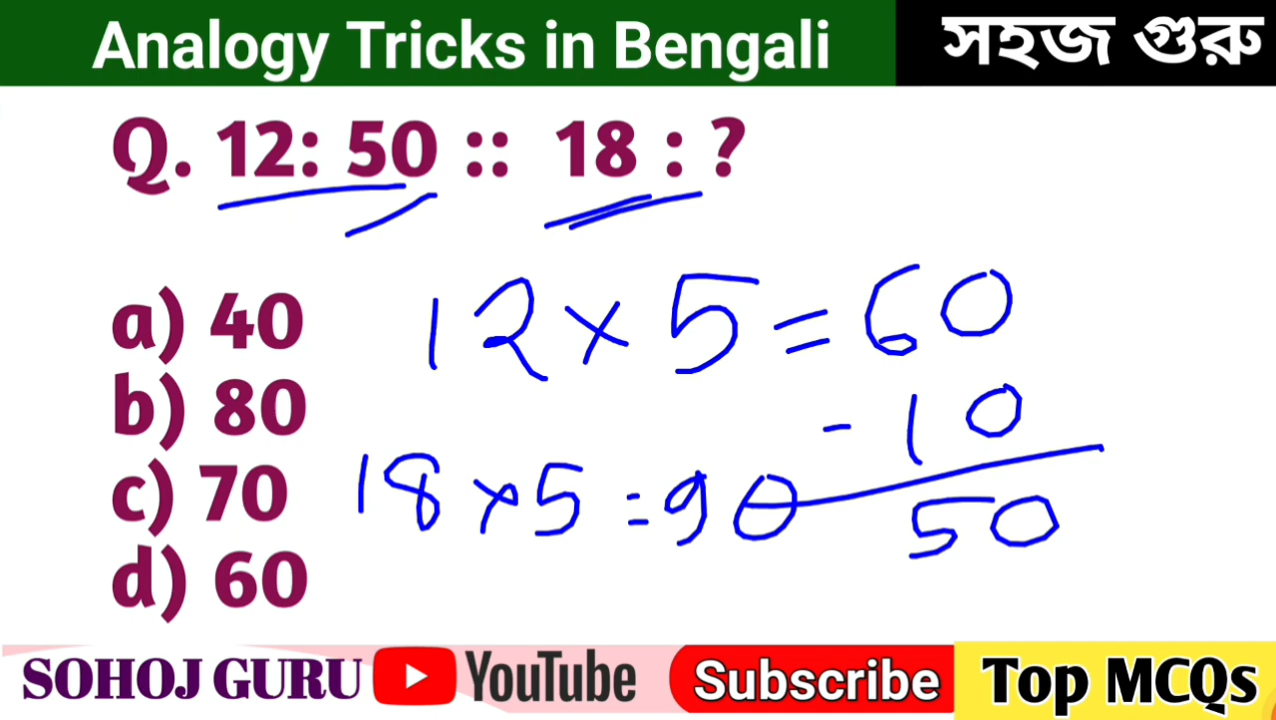 Analogy Tricks in Bengali
সহজ গুরু
Q. 12: 50 :: 18 : ?
a) 40
b) 80
c) 70
d) 60
12 × 5 = 60
- 10
50
18 × 5 = 90
SOHOJ GURU YouTube Subscribe Top MCQs